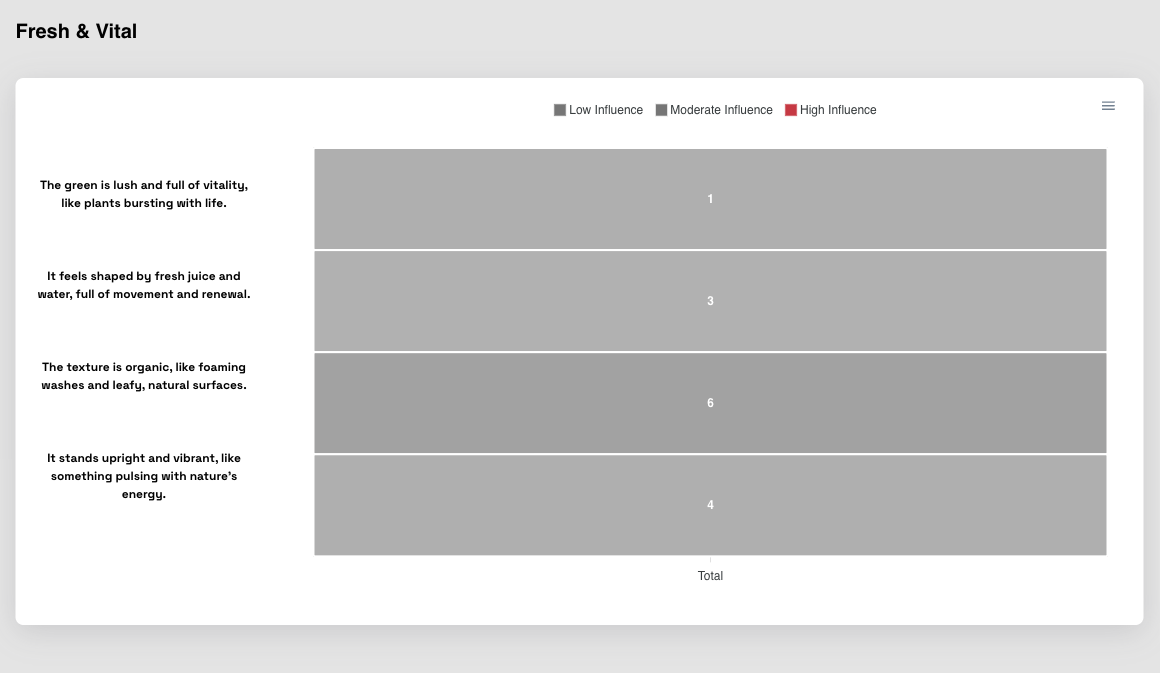 Fresh & Vital
Low Influence Moderate Influence High Influence
The green is lush and full of vitality,
like plants bursting with life.
1
It feels shaped by fresh juice and
water, full of movement and renewal.
3
The texture is organic, like foaming
washes and leafy, natural surfaces.
6
It stands upright and vibrant, like
something pulsing with nature’s
energy.
4
Total